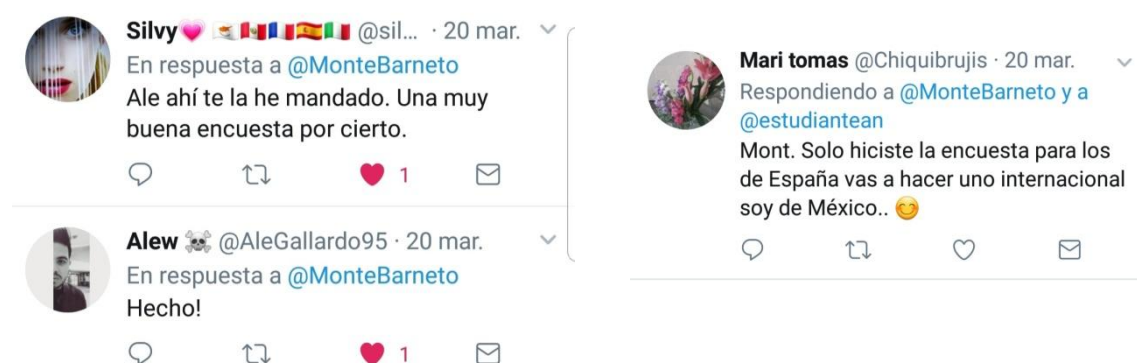 Silvy💗 🇨🇾🇲🇽🇫🇷🇪🇸🇮🇹 @sil... · 20 mar.
En respuesta a @MonteBarneto
Ale ahí te la he mandado. Una muy
buena encuesta por cierto.
1
Alew ☠️ @AleGallardo95 · 20 mar.
En respuesta a @MonteBarneto
Hecho!
1
Mari tomas @Chiquibrujis · 20 mar.
Respondiendo a @MonteBarneto y a
@estudiantean
Mont. Solo hiciste la encuesta para los
de España vas a hacer uno internacional
soy de México.. 😊